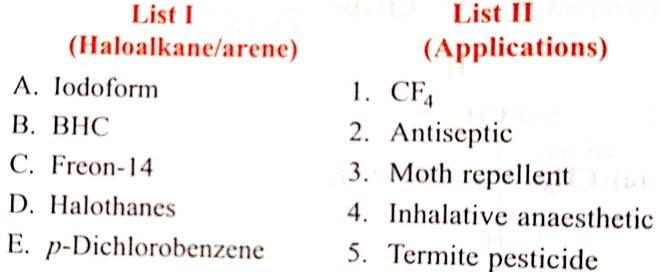 List I List II
(Haloalkane/arene) (Applications)
A. Iodoform 1. CF₄
B. BHC 2. Antiseptic
C. Freon-14 3. Moth repellent
D. Halothanes 4. Inhalative anaesthetic
E. p-Dichlorobenzene 5. Termite pesticide